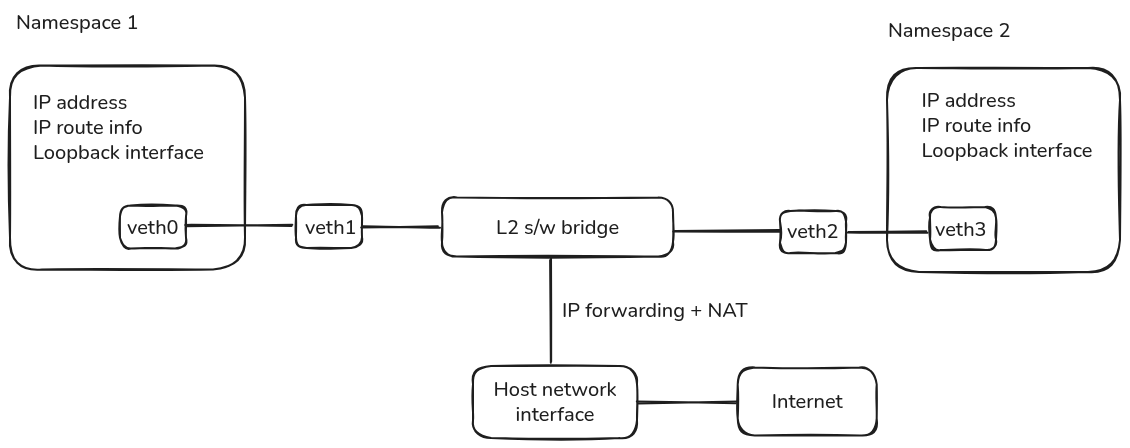 Namespace 1
Namespace 2
IP address
IP route info
Loopback interface
veth0
veth1
L2 s/w bridge
veth2
IP address
IP route info
Loopback interface
veth3
IP forwarding + NAT
Host network
interface
Internet